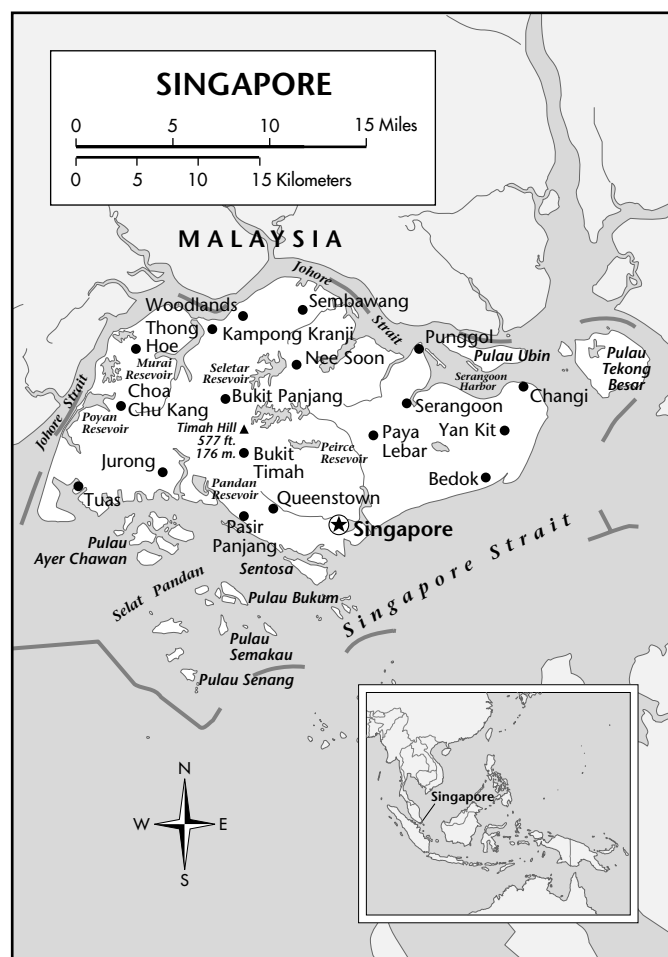 SINGAPORE
0 5 10 15 Miles
0 5 10 15 Kilometers
MALAYSIA
Johore
Strait
Woodlands
Sembawang
Thong
Hoe
Kampong Kranji
Punggol
Pulau Ubin
Pulau
Tekong
Besar
Murai
Resevoir
Seletar
Resevoir
Nee Soon
Serangoon
Harbor
Changi
Johore Strait
Choa
Chu Kang
Poyan
Resevoir
Bukit Panjang
Serangoon
Timah Hill
577 ft.
176 m.
Paya
Lebar
Yan Kit
Bukit
Timah
Peirce
Resevoir
Jurong
Bedok
Pandan
Resevoir
Tuas
Queenstown
Pasir
Panjang
Singapore
Pulau
Ayer Chawan
Sentosa
Singapore Strait
Selat Pandan
Pulau Bukum
Pulau
Semakau
Pulau Senang
N
W E
S
Singapore